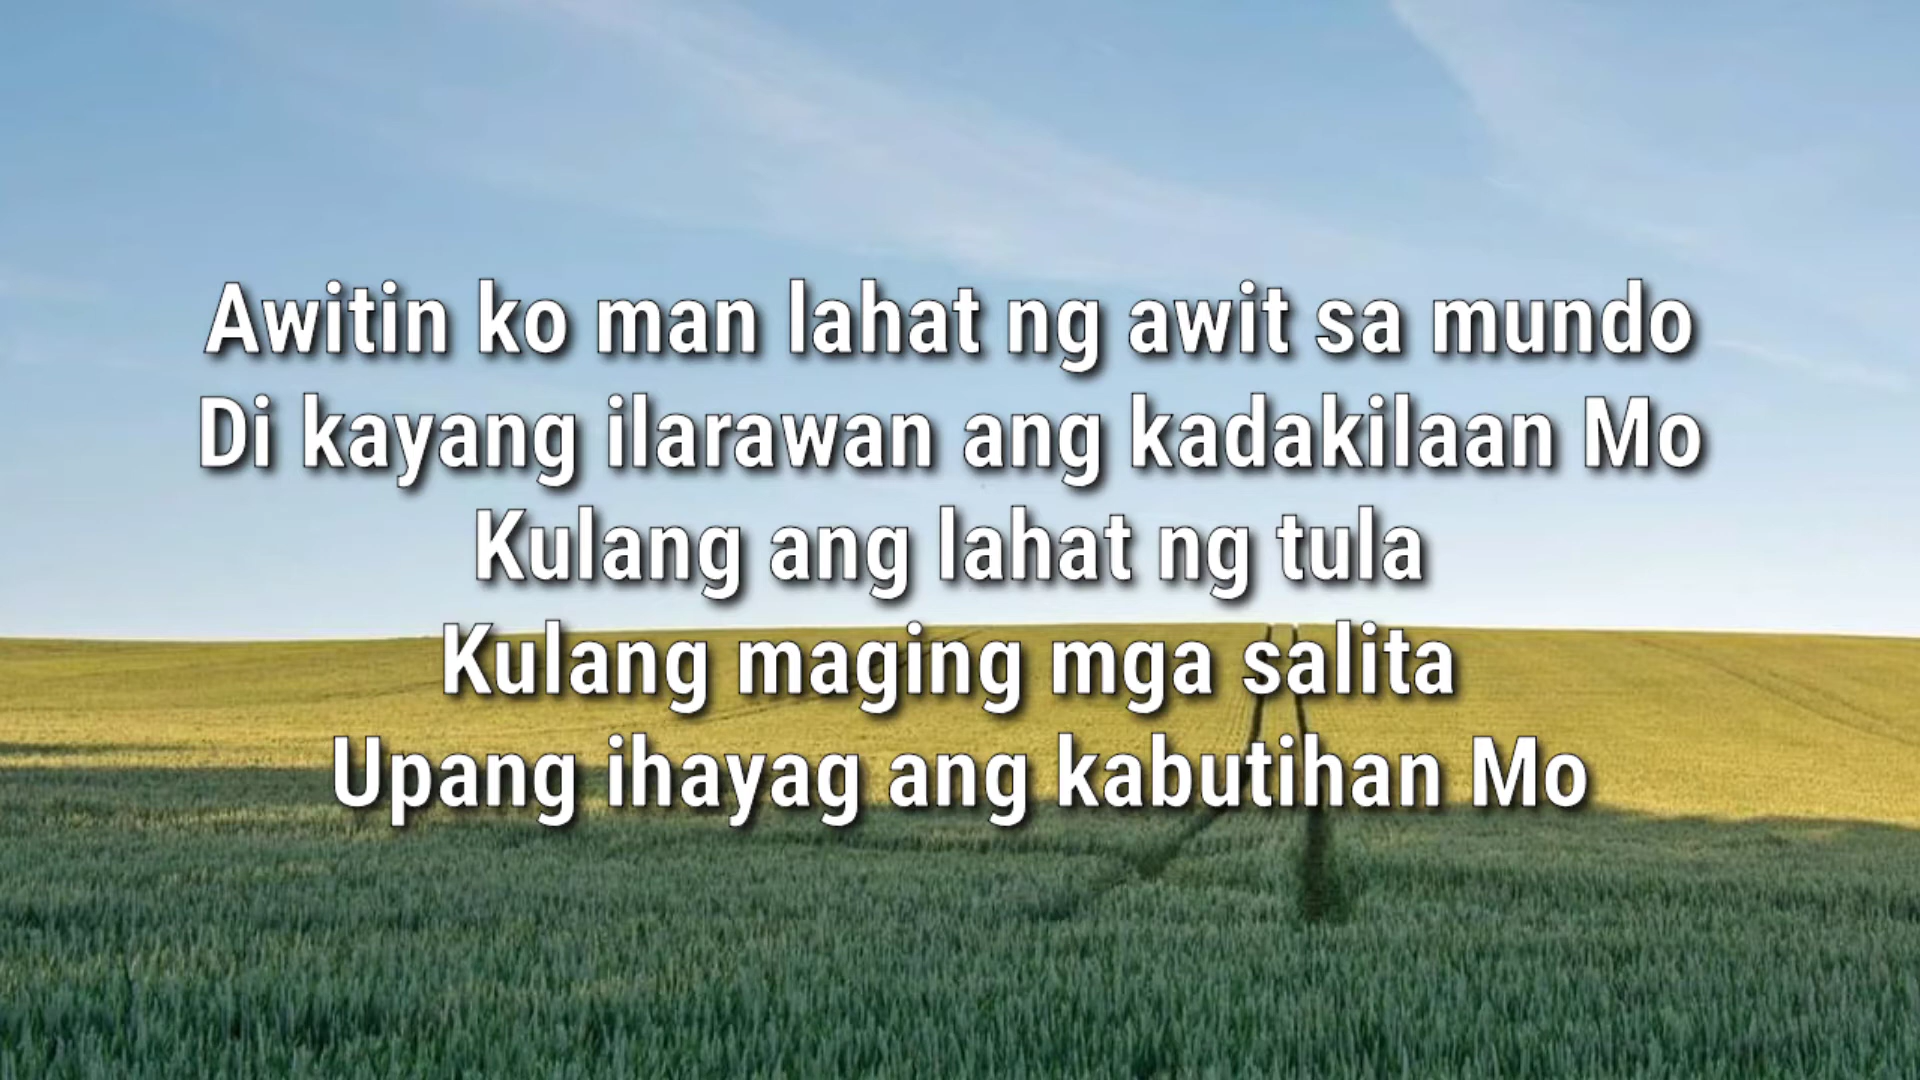 Awitin ko man lahat ng awit sa mundo
Di kayang ilarawan ang kadakilaan Mo
Kulang ang lahat ng tula
Kulang maging mga salita
Upang ihayag ang kabutihan Mo